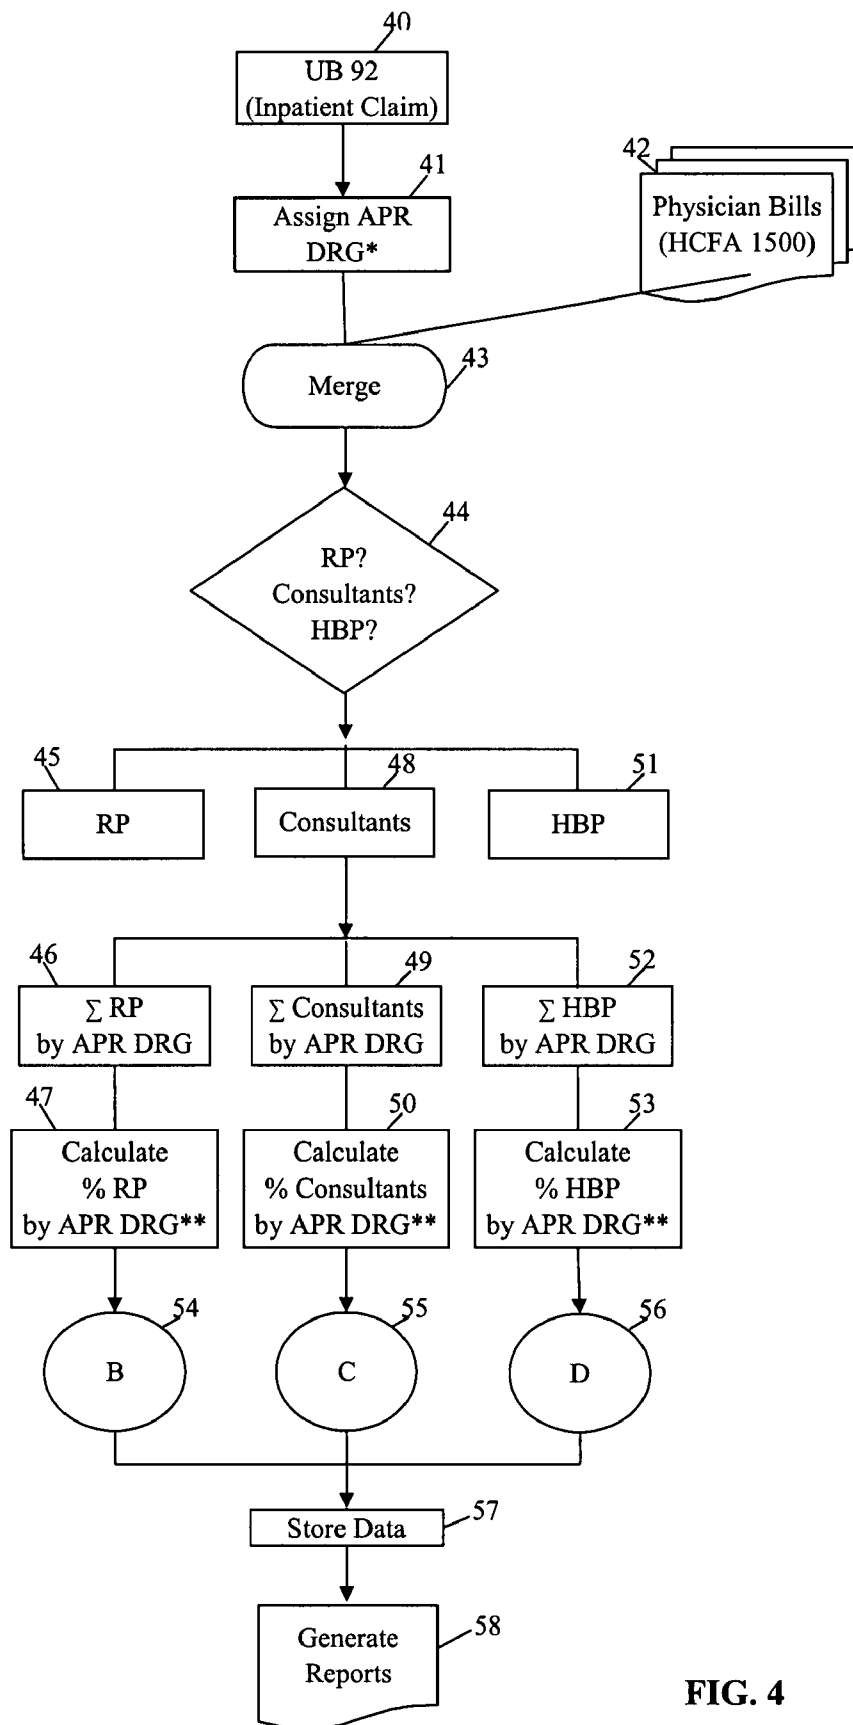 40
UB 92
(Inpatient Claim)
41
Assign APR
DRG*
42
Physician Bills
(HCFA 1500)
Merge
43
44
RP?
Consultants?
HBP?
45
RP
48
Consultants
51
HBP
46
∑ RP
by APR DRG
49
∑ Consultants
by APR DRG
52
∑ HBP
by APR DRG
47
Calculate
% RP
by APR DRG**
50
Calculate
% Consultants
by APR DRG**
53
Calculate
% HBP
by APR DRG**
54
B
55
C
56
D
Store Data
57
Generate
Reports
58
FIG. 4